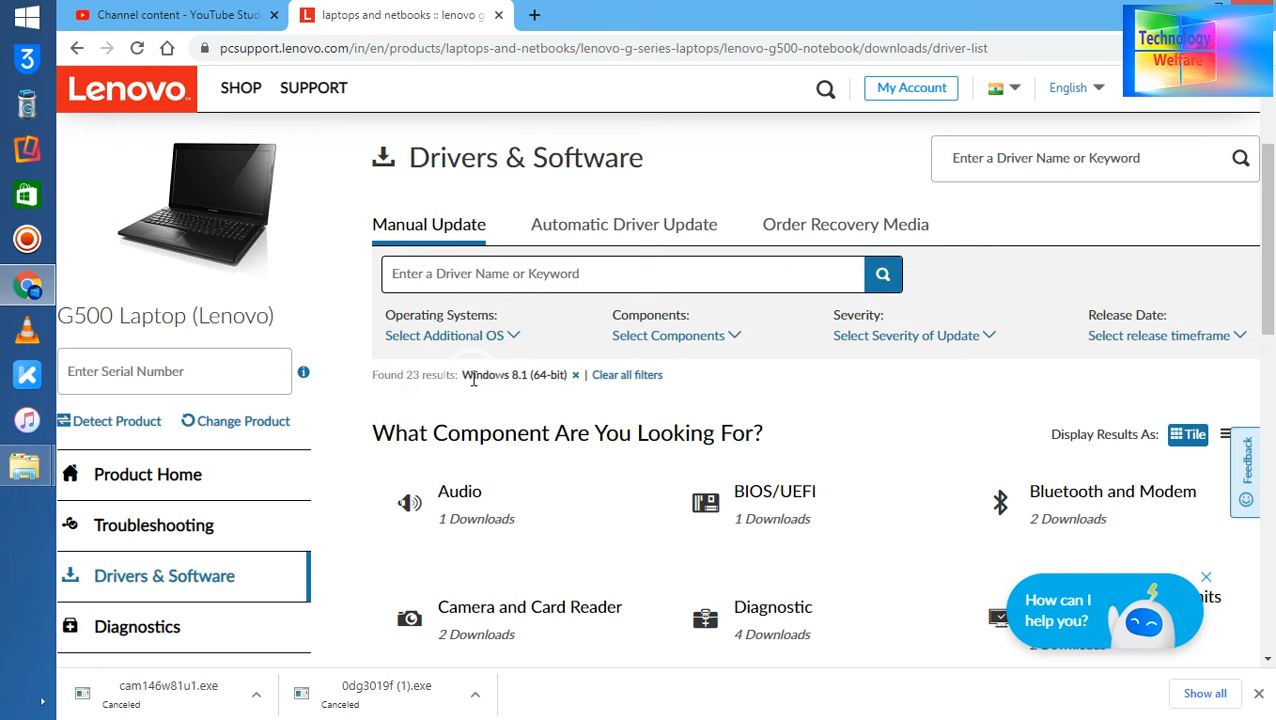 Channel content - YouTube Stud
laptops and netbooks :: lenovo g
Technology
Welfare
pcsupport.lenovo.com/in/en/products/laptops-and-netbooks/lenovo-g-series-laptops/lenovo-g500-notebook/downloads/driver-list
Lenovo
SHOP
SUPPORT
My Account
English
Drivers & Software
Enter a Driver Name or Keyword
Manual Update
Automatic Driver Update
Order Recovery Media
Enter a Driver Name or Keyword
Operating Systems:
Components:
Severity:
Release Date:
Select Additional OS
Select Components
Select Severity of Update
Select release timeframe
Found 23 results: Windows 8.1 (64-bit) × | Clear all filters
G500 Laptop (Lenovo)
Enter Serial Number
Detect Product
Change Product
Product Home
Troubleshooting
Drivers & Software
Diagnostics
What Component Are You Looking For?
Display Results As:
Tile
Audio
1 Downloads
BIOS/UEFI
1 Downloads
Bluetooth and Modem
2 Downloads
Camera and Card Reader
2 Downloads
Diagnostic
4 Downloads
Feedback
How can I
help you?
cam146w81u1.exe
Canceled
0dg3019f (1).exe
Canceled
Show all